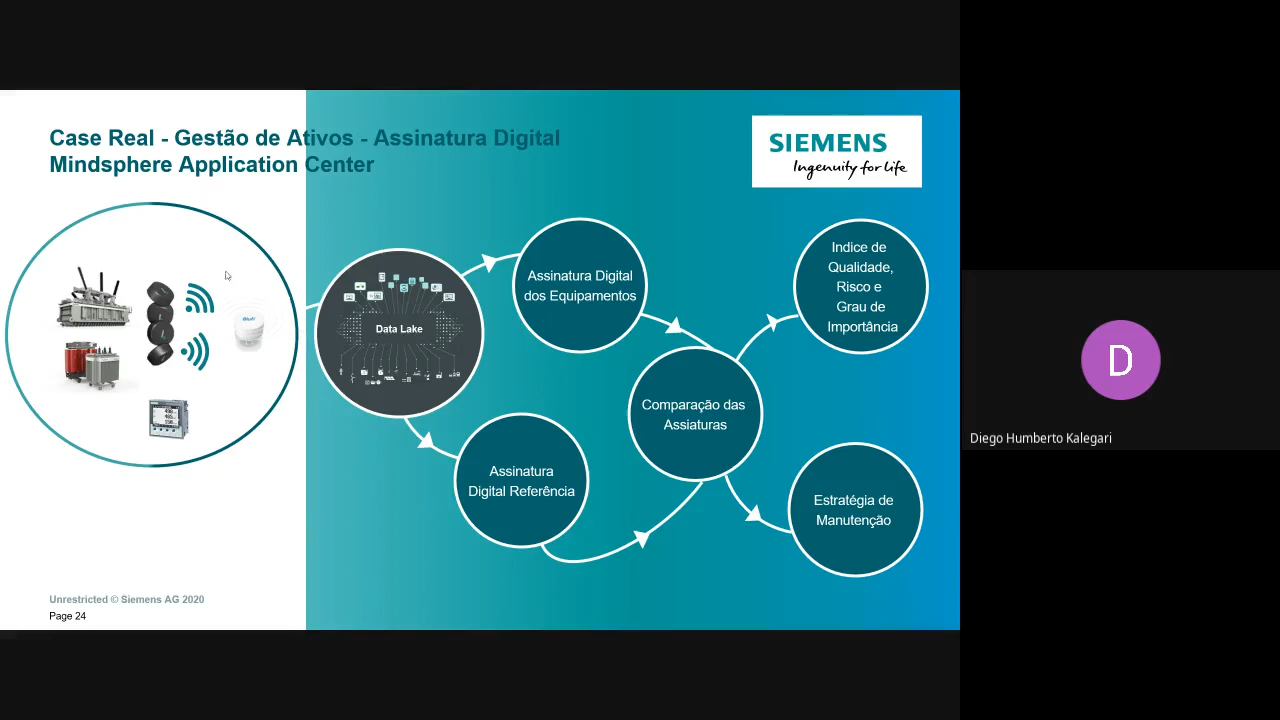 Case Real - Gestão de Ativos - Assinatura Digital
Mindsphere Application Center
SIEMENS
Ingenuity for life
Data Lake
Assinatura Digital
dos Equipamentos
Indice de
Qualidade,
Risco e
Grau de
Importância
Comparação das
Assiaturas
Assinatura
Digital Referência
Estratégia de
Manutenção
Unrestricted © Siemens AG 2020
Page 24
D
Diego Humberto Kalegari